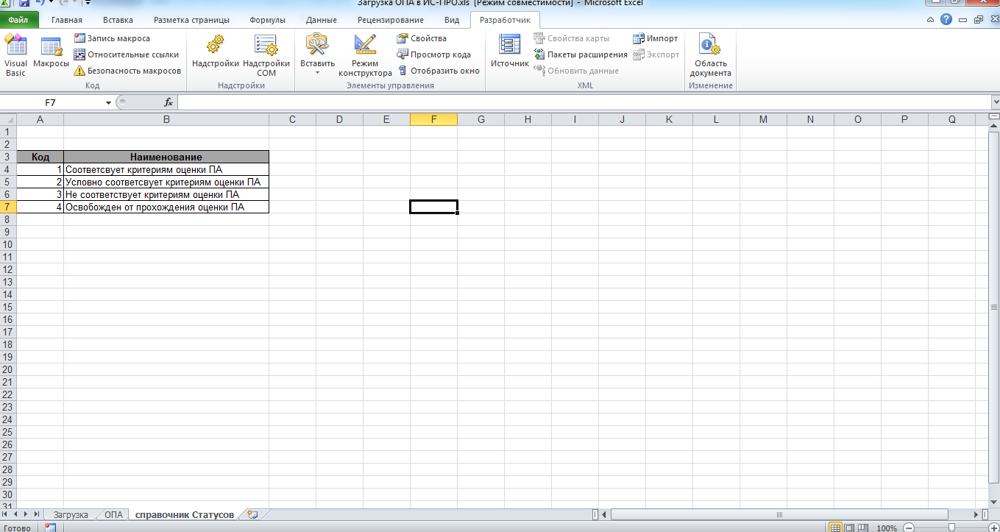 Загрузка ОПА в ИС-ПРО.xls [Режим совместимости] - Microsoft Excel
Файл Главная Вставка Разметка страницы Формулы Данные Рецензирование Вид Разработчик
Visual Basic
Макросы
Запись макроса
Относительные ссылки
Безопасность макросов
Код
Надстройки
Надстройки COM
Надстройки
Вставить
Режим конструктора
Свойства
Просмотр кода
Отобразить окно
Элементы управления
Источник
Свойства карты
Пакеты расширения
Обновить данные
Импорт
Экспорт
XML
Область документа
Изменение
F7 fx
A B C D E F G H I J K L M N O P Q
1
2
3 Код Наименование
4 1 Соответсвует критериям оценки ПА
5 2 Условно соответсвует критериям оценки ПА
6 3 Не соответствует критериям оценки ПА
7 4 Освобожден от прохождения оценки ПА
8
9
10
11
12
13
14
15
16
17
18
19
20
21
22
23
24
25
26
27
28
29
30
31
Загрузка ОПА справочник Статусов
Готово 100%